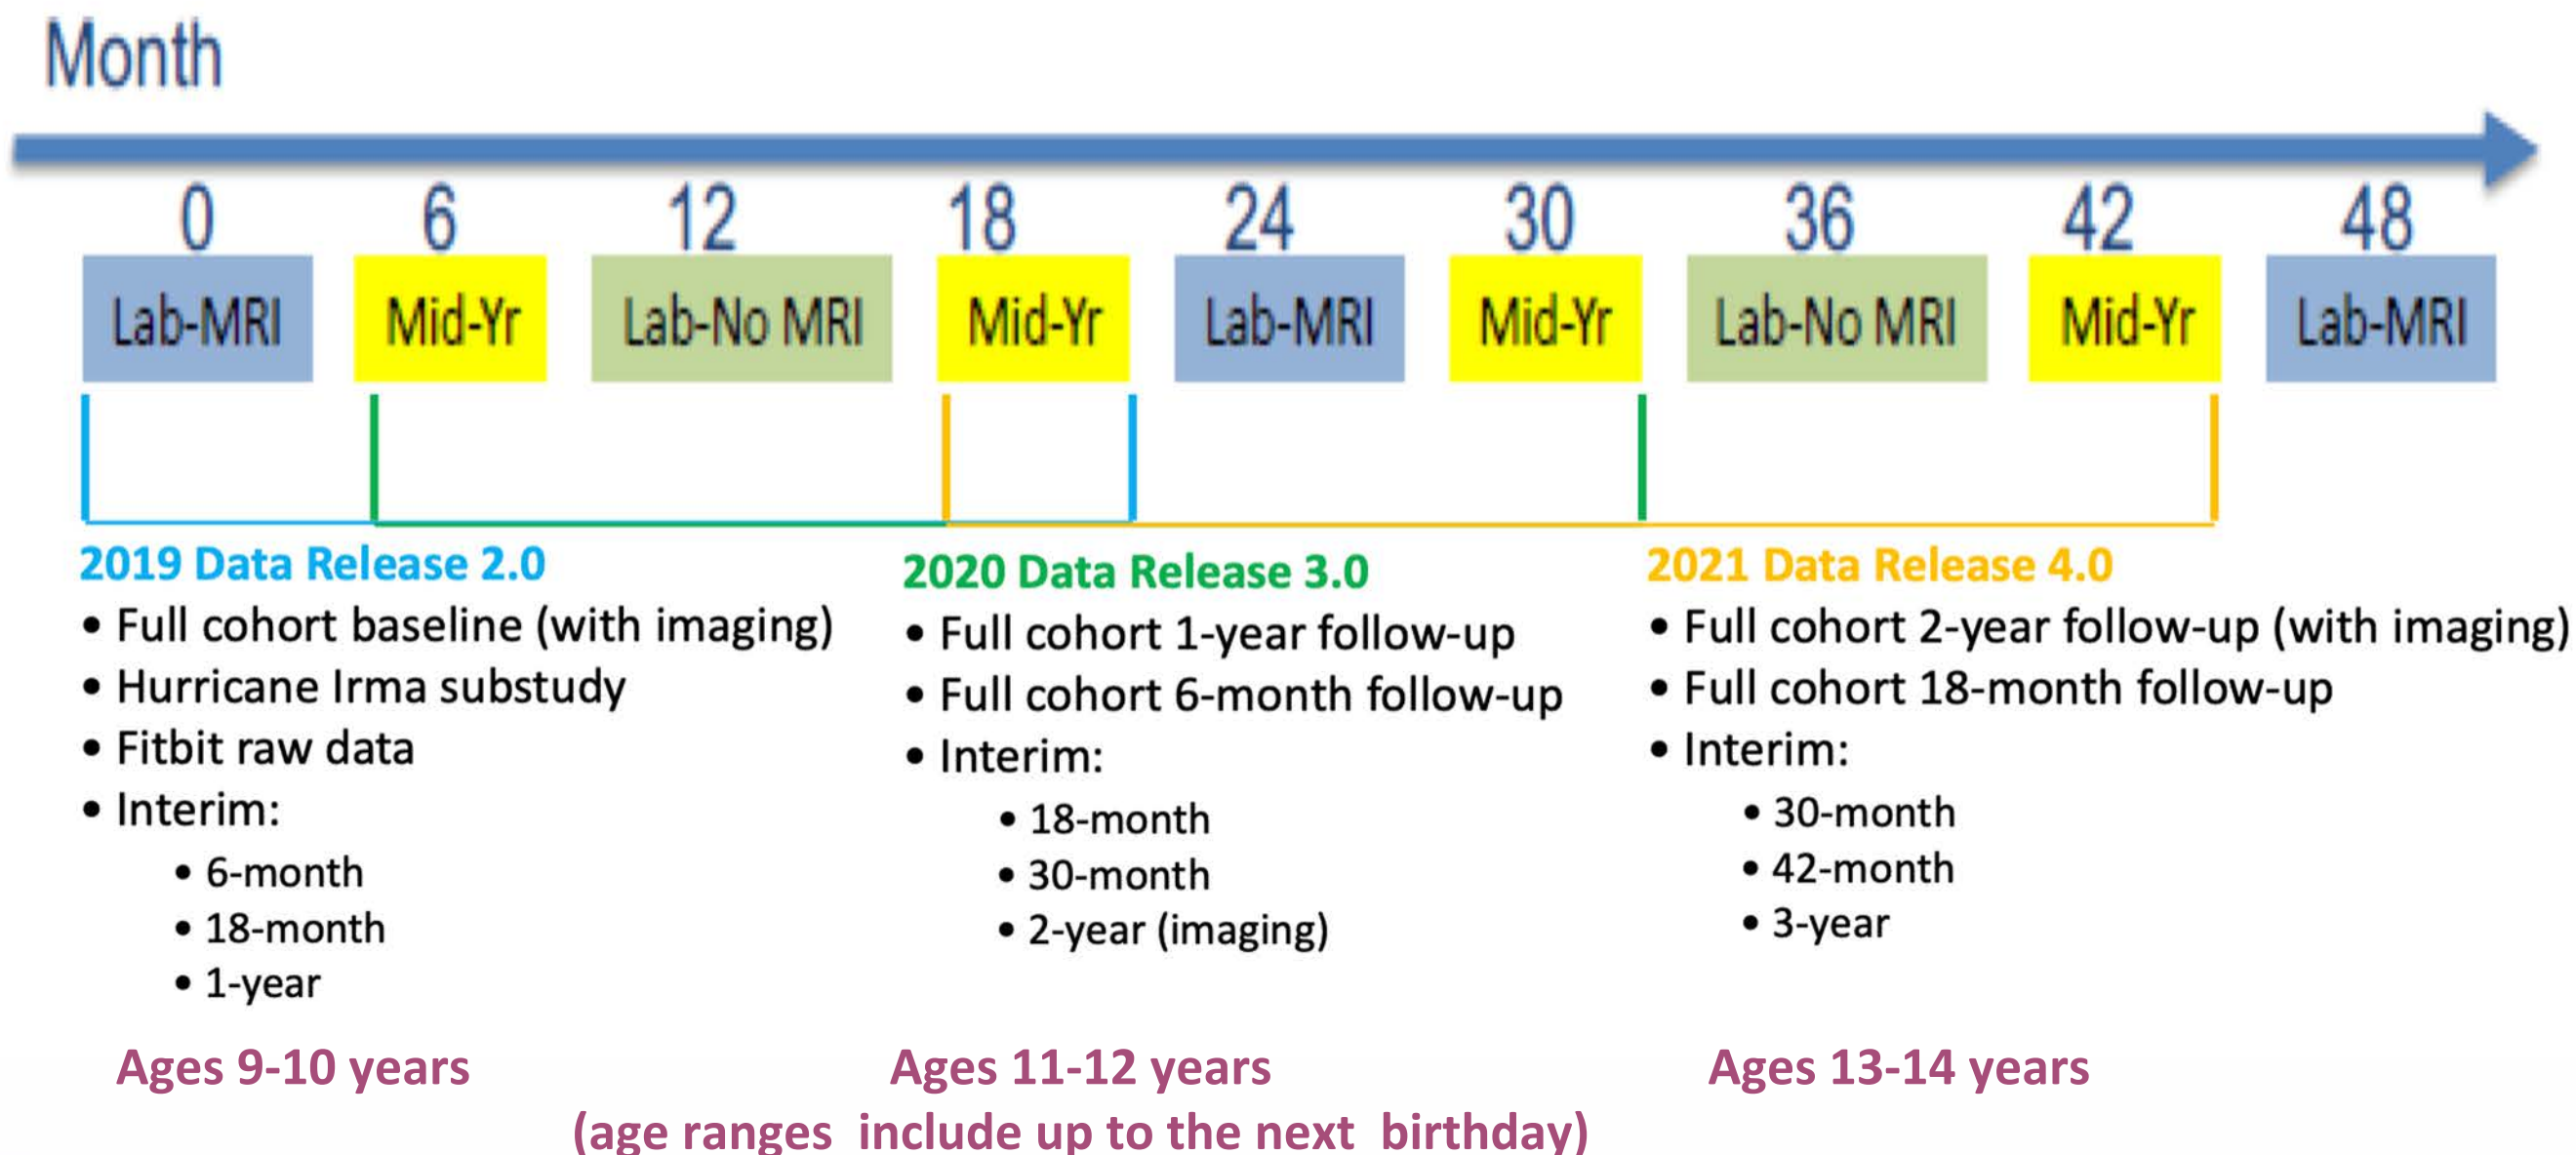 Month
0 6 12 18 24 30 36 42 48
Lab-MRI Mid-Yr Lab-No MRI Mid-Yr Lab-MRI Mid-Yr Lab-No MRI Mid-Yr Lab-MRI
2019 Data Release 2.0
• Full cohort baseline (with imaging)
• Hurricane Irma substudy
• Fitbit raw data
• Interim:
• 6-month
• 18-month
• 1-year
Ages 9-10 years
2020 Data Release 3.0
• Full cohort 1-year follow-up
• Full cohort 6-month follow-up
• Interim:
• 18-month
• 30-month
• 2-year (imaging)
Ages 11-12 years
2021 Data Release 4.0
• Full cohort 2-year follow-up (with imaging)
• Full cohort 18-month follow-up
• Interim:
• 30-month
• 42-month
• 3-year
Ages 13-14 years
(age ranges include up to the next birthday)